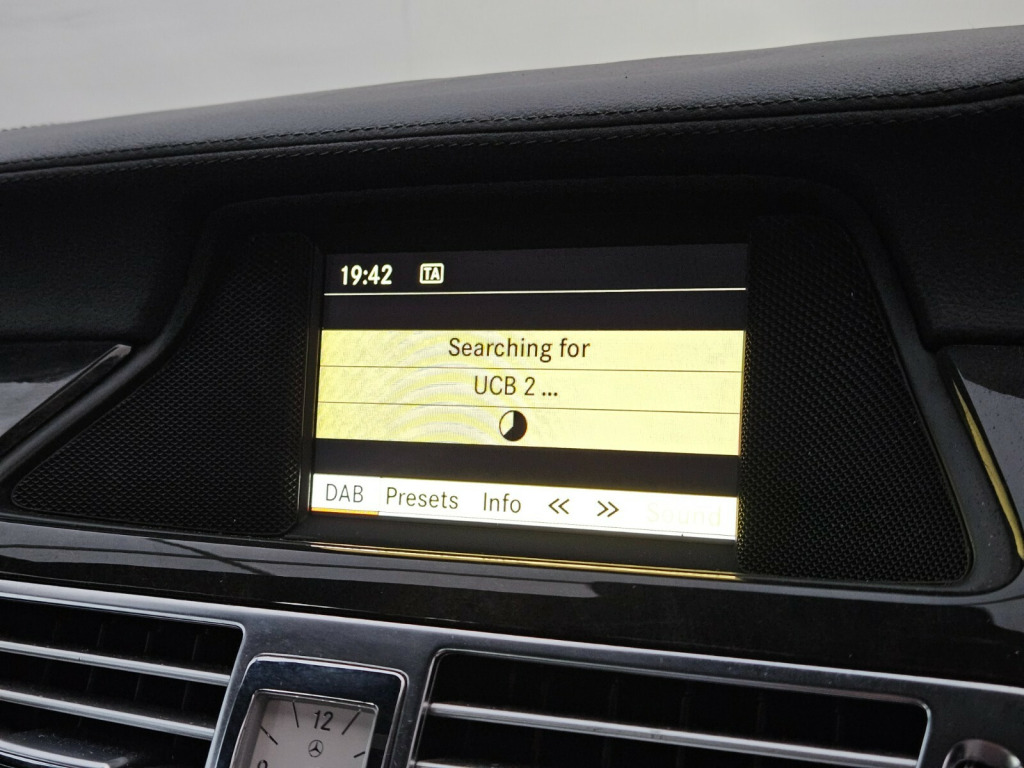 19:42 TA
Searching for
UCB 2 ...
DAB Presets Info << >> Sound
12